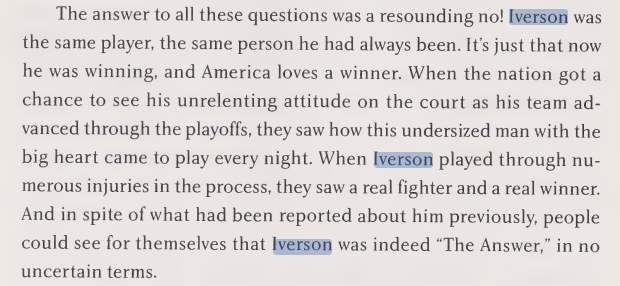 The answer to all these questions was a resounding no! Iverson was
the same player, the same person he had always been. It's just that now
he was winning, and America loves a winner. When the nation got a
chance to see his unrelenting attitude on the court as his team ad-
vanced through the playoffs, they saw how this undersized man with the
big heart came to play every night. When Iverson played through nu-
merous injuries in the process, they saw a real fighter and a real winner.
And in spite of what had been reported about him previously, people
could see for themselves that Iverson was indeed “The Answer,” in no
uncertain terms.